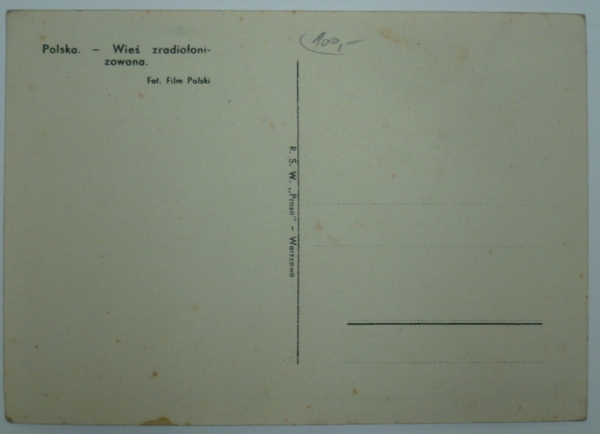 100,-
Polska. – Wieś zradiofoni-
zowana.
Fot. Film Polski
R. S. W. „Prasa" – Warszawa